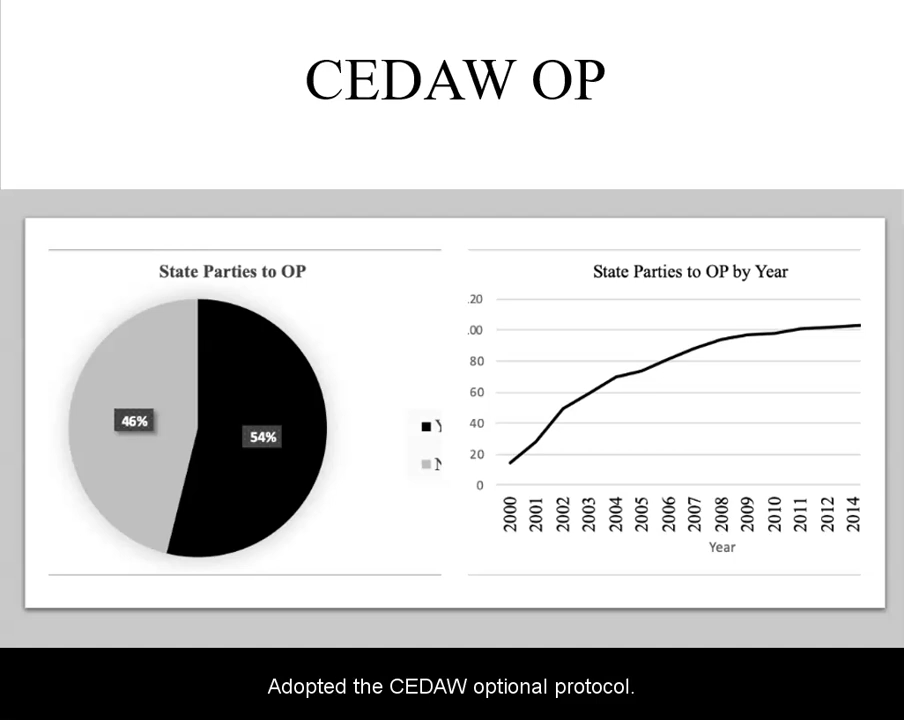 CEDAW OP
State Parties to OP
46%
54%
Y
N
State Parties to OP by Year
20
00
80
60
40
20
0
2000 2001 2002 2003 2004 2005 2006 2007 2008 2009 2010 2011 2012 2014
Year
Adopted the CEDAW optional protocol.